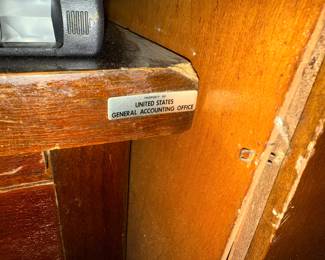 PROPERTY OF
UNITED STATES
GENERAL ACCOUNTING OFFICE